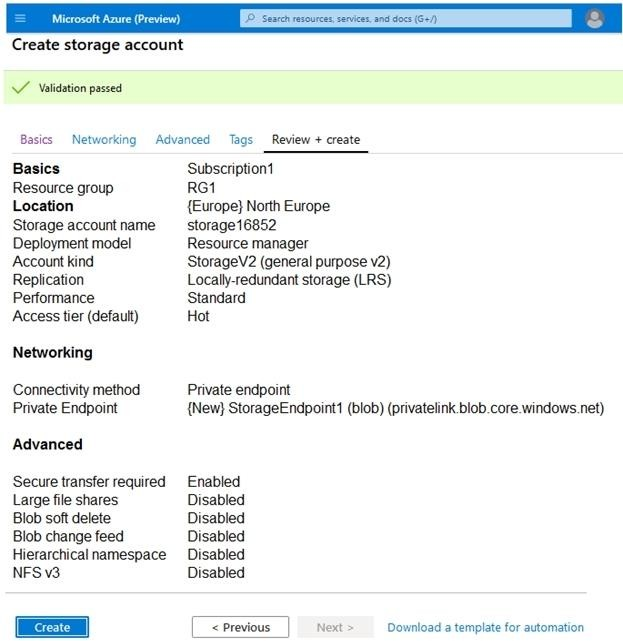 Microsoft Azure (Preview) Search resources, services, and docs (G+/)
Create storage account
Validation passed
Basics Networking Advanced Tags Review + create
Basics Subscription1
Resource group RG1
Location {Europe} North Europe
Storage account name storage16852
Deployment model Resource manager
Account kind StorageV2 (general purpose v2)
Replication Locally-redundant storage (LRS)
Performance Standard
Access tier (default) Hot
Networking
Connectivity method Private endpoint
Private Endpoint {New} StorageEndpoint1 (blob) (privatelink.blob.core.windows.net)
Advanced
Secure transfer required Enabled
Large file shares Disabled
Blob soft delete Disabled
Blob change feed Disabled
Hierarchical namespace Disabled
NFS v3 Disabled
Create < Previous Next > Download a template for automation